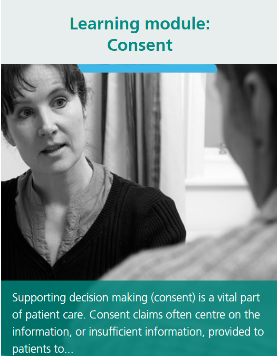 Learning module:
Consent
Supporting decision making (consent) is a vital part
of patient care. Consent claims often centre on the
information, or insufficient information, provided to
patients to...